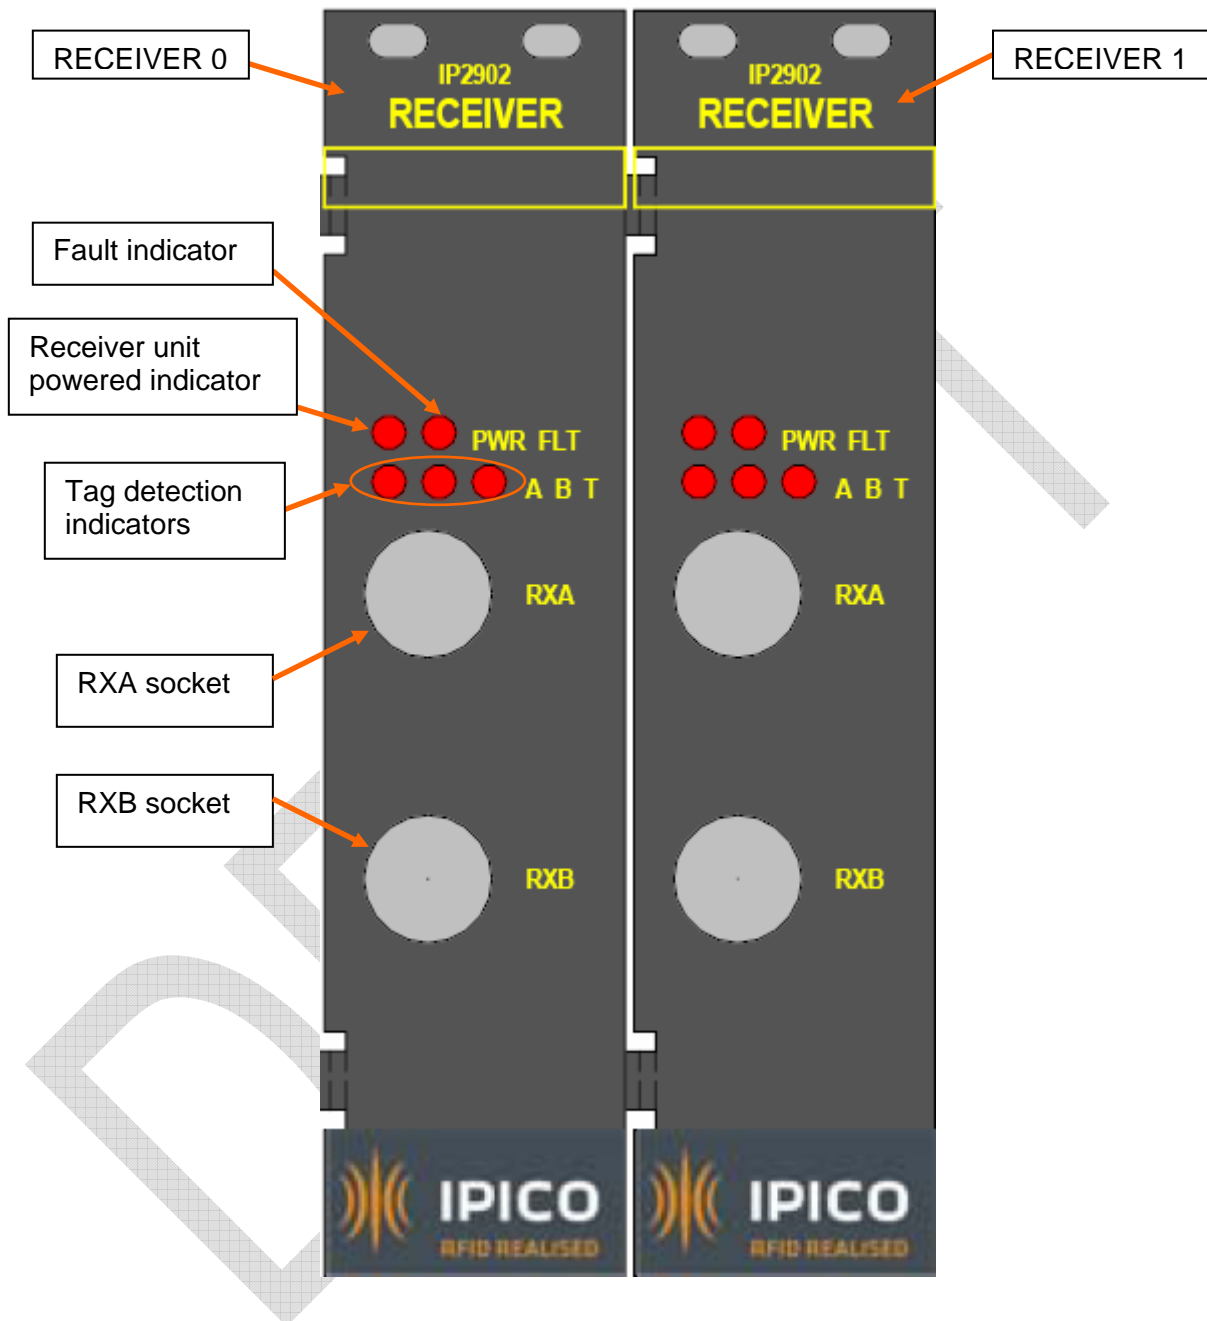 RECEIVER 0
RECEIVER 1
IP2902
RECEIVER
IP2902
RECEIVER
Fault indicator
Receiver unit
powered indicator
PWR FLT
PWR FLT
Tag detection
indicators
A B T
A B T
RXA
RXA
RXA socket
RXB socket
RXB
RXB
IPICO
RFID REALISED
IPICO
RFID REALISED